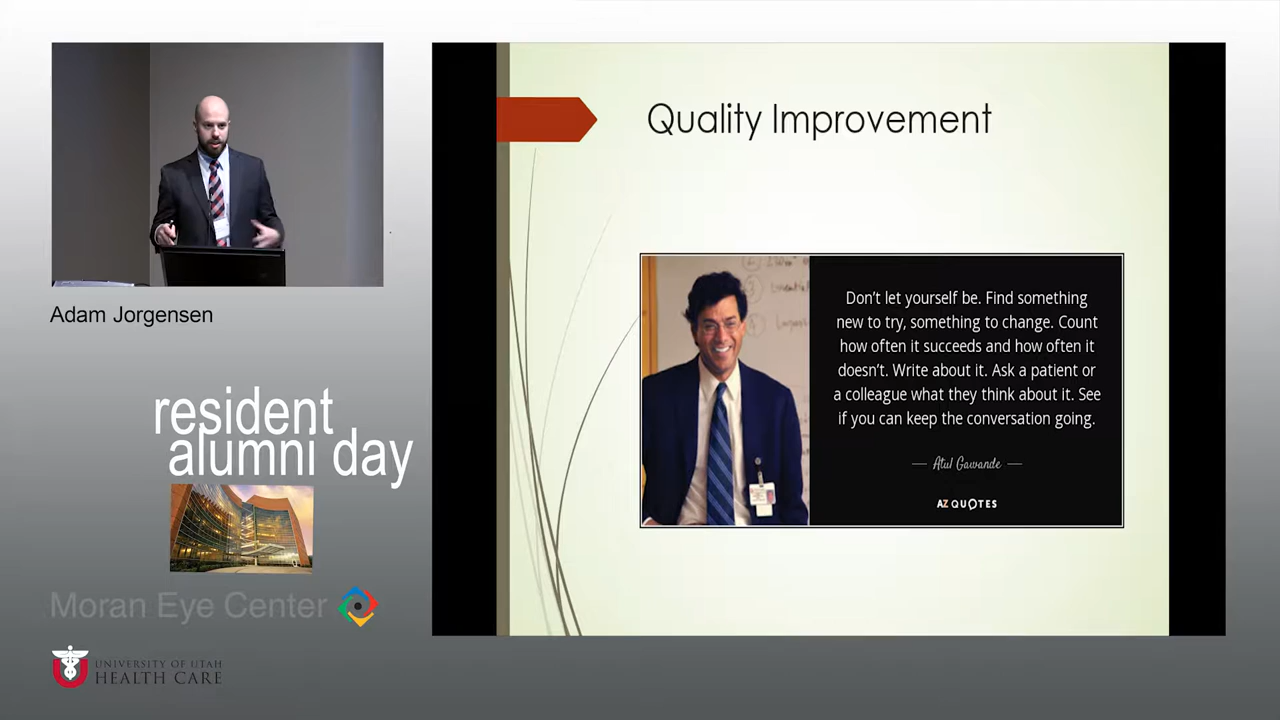 Adam Jorgensen
resident
alumni day
Moran Eye Center
UNIVERSITY OF UTAH
HEALTH CARE
Quality Improvement
Don't let yourself be. Find something
new to try, something to change. Count
how often it succeeds and how often it
doesn't. Write about it. Ask a patient or
a colleague what they think about it. See
if you can keep the conversation going.
— Atul Gawande —
AZ QUOTES